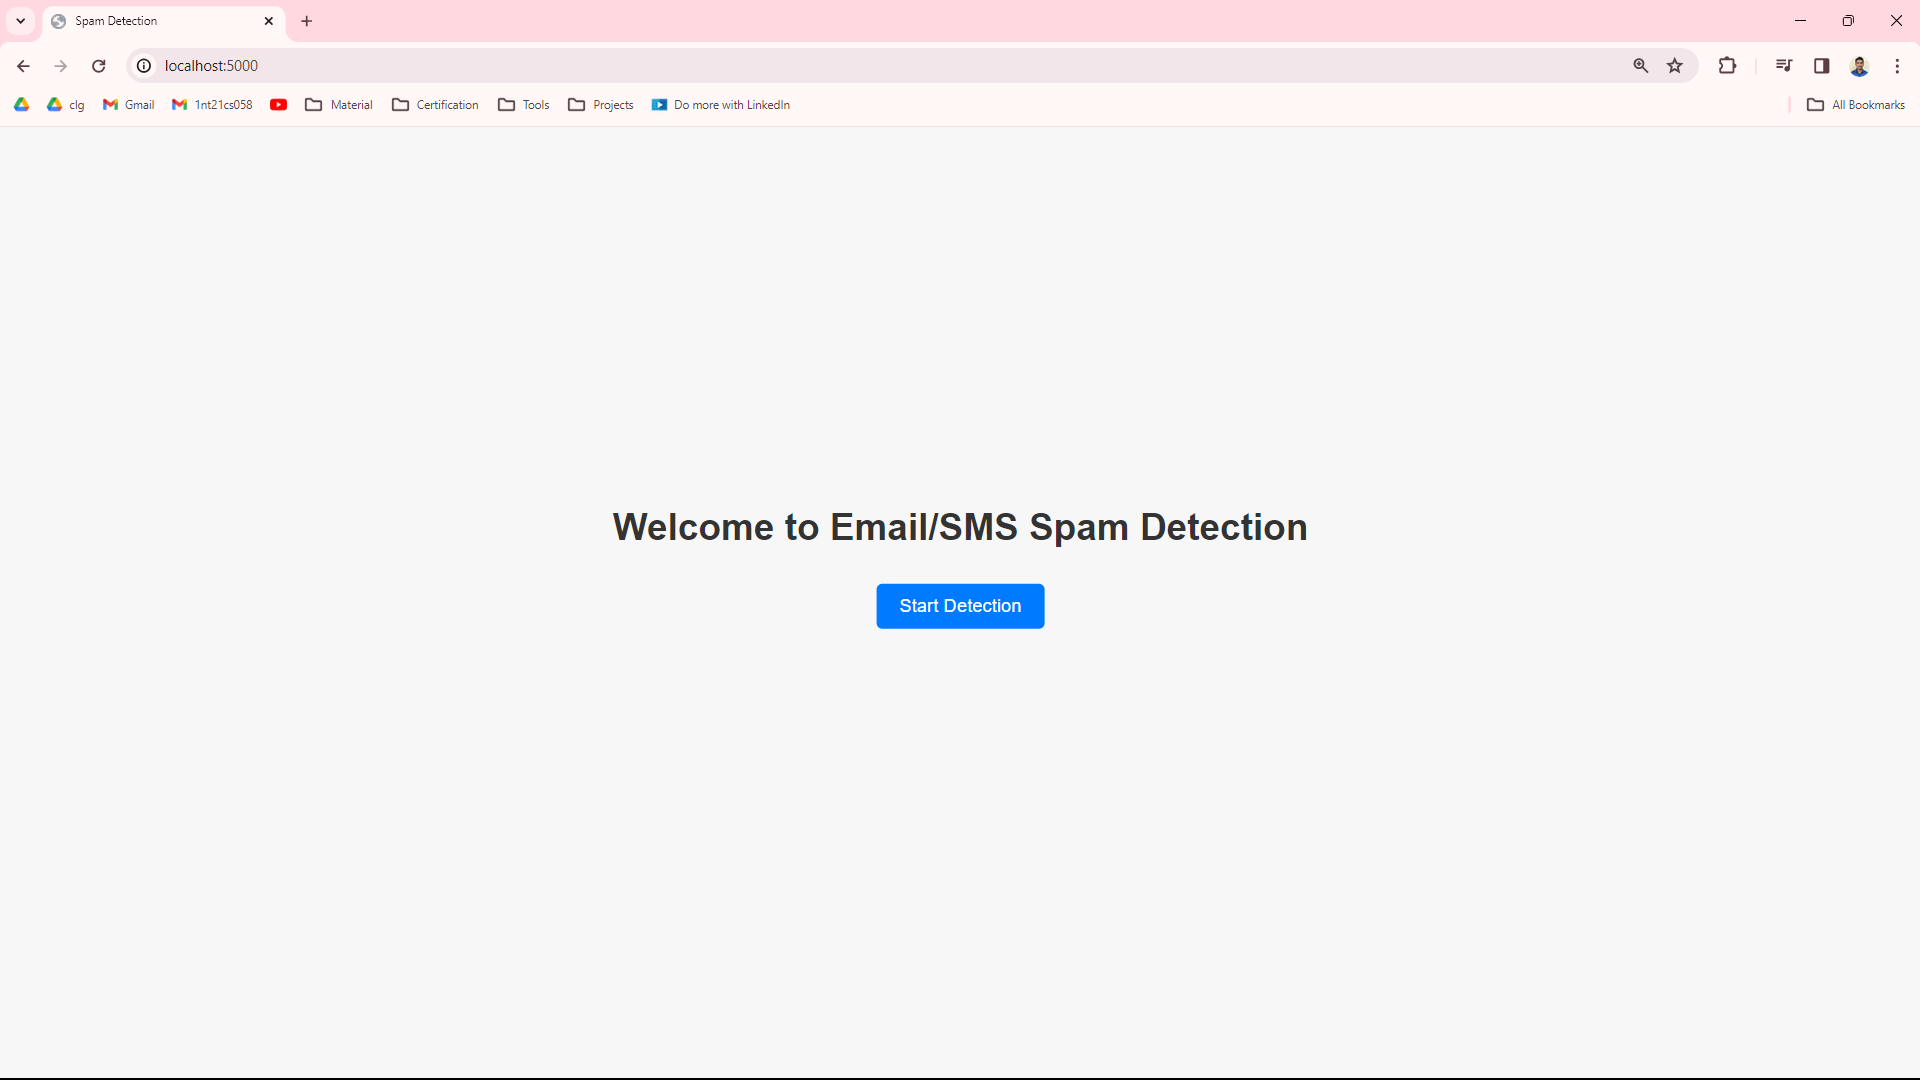 Spam Detection
localhost:5000
clg Gmail 1nt21cs058 Material Certification Tools Projects Do more with LinkedIn All Bookmarks
Welcome to Email/SMS Spam Detection
Start Detection